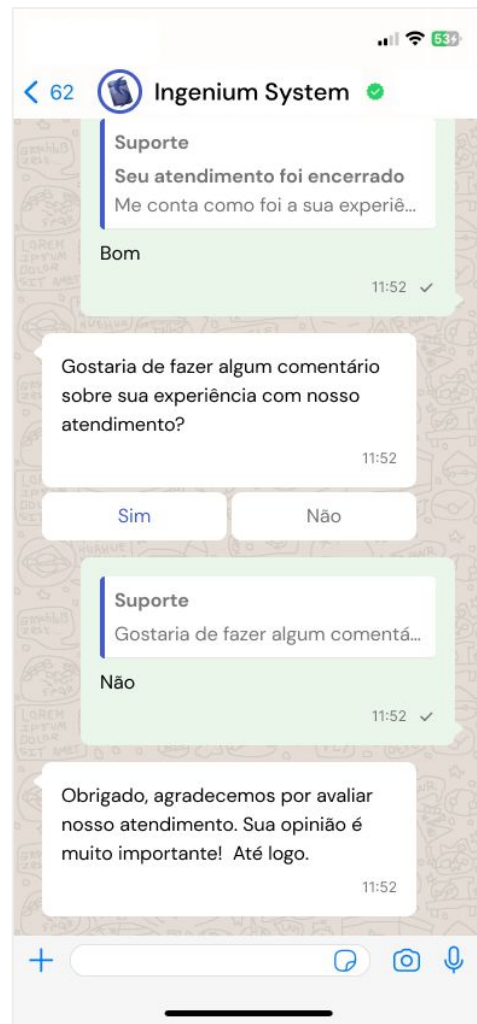 53
62
Ingenium System
Suporte
Seu atendimento foi encerrado
Me conta como foi a sua experiê...
Bom
11:52
Gostaria de fazer algum comentário
sobre sua experiência com nosso
atendimento?
11:52
Sim
Não
Suporte
Gostaria de fazer algum comentá...
Não
11:52
Obrigado, agradecemos por avaliar
nosso atendimento. Sua opinião é
muito importante!  Até logo.
11:52